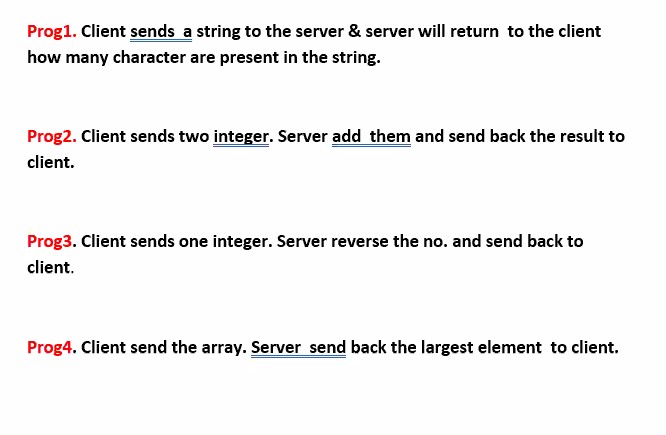 Prog1. Client sends  a string to the server & server will return  to the client
how many character are present in the string.
Prog2. Client sends two integer. Server add  them and send back the result to
client.
Prog3. Client sends one integer. Server reverse the no. and send back to
client.
Prog4. Client send the array. Server  send back the largest element  to client.